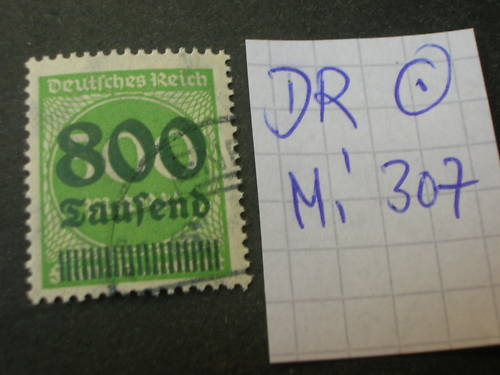 Deutsches Reich
800
Tausend
DR
Mi 307